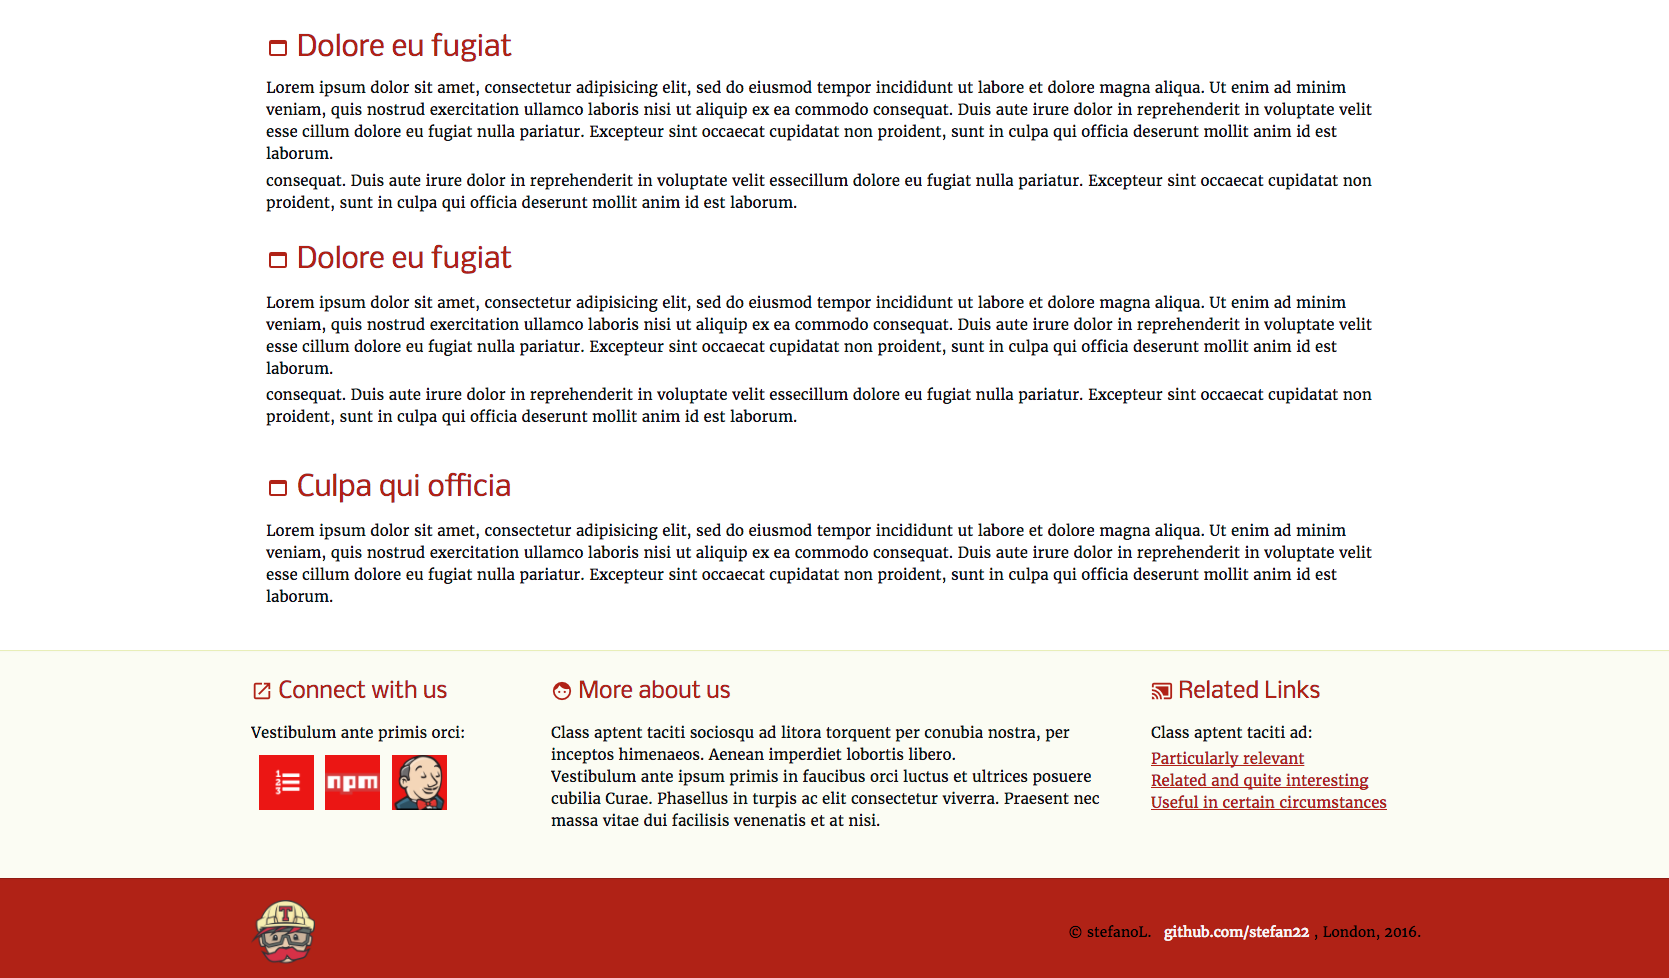 Dolore eu fugiat
Lorem ipsum dolor sit amet, consectetur adipisicing elit, sed do eiusmod tempor incididunt ut labore et dolore magna aliqua. Ut enim ad minim
veniam, quis nostrud exercitation ullamco laboris nisi ut aliquip ex ea commodo consequat. Duis aute irure dolor in reprehenderit in voluptate velit
esse cillum dolore eu fugiat nulla pariatur. Excepteur sint occaecat cupidatat non proident, sunt in culpa qui officia deserunt mollit anim id est
laborum.
consequat. Duis aute irure dolor in reprehenderit in voluptate velit essecillum dolore eu fugiat nulla pariatur. Excepteur sint occaecat cupidatat non
proident, sunt in culpa qui officia deserunt mollit anim id est laborum.
Dolore eu fugiat
Lorem ipsum dolor sit amet, consectetur adipisicing elit, sed do eiusmod tempor incididunt ut labore et dolore magna aliqua. Ut enim ad minim
veniam, quis nostrud exercitation ullamco laboris nisi ut aliquip ex ea commodo consequat. Duis aute irure dolor in reprehenderit in voluptate velit
esse cillum dolore eu fugiat nulla pariatur. Excepteur sint occaecat cupidatat non proident, sunt in culpa qui officia deserunt mollit anim id est
laborum.
consequat. Duis aute irure dolor in reprehenderit in voluptate velit essecillum dolore eu fugiat nulla pariatur. Excepteur sint occaecat cupidatat non
proident, sunt in culpa qui officia deserunt mollit anim id est laborum.
Culpa qui officia
Lorem ipsum dolor sit amet, consectetur adipisicing elit, sed do eiusmod tempor incididunt ut labore et dolore magna aliqua. Ut enim ad minim
veniam, quis nostrud exercitation ullamco laboris nisi ut aliquip ex ea commodo consequat. Duis aute irure dolor in reprehenderit in voluptate velit
esse cillum dolore eu fugiat nulla pariatur. Excepteur sint occaecat cupidatat non proident, sunt in culpa qui officia deserunt mollit anim id est
laborum.
Connect with us
Vestibulum ante primis orci:
1
2
3
npm
More about us
Class aptent taciti sociosqu ad litora torquent per conubia nostra, per
inceptos himenaeos. Aenean imperdiet lobortis libero.
Vestibulum ante ipsum primis in faucibus orci luctus et ultrices posuere
cubilia Curae. Phasellus in turpis ac elit consectetur viverra. Praesent nec
massa vitae dui facilisis venenatis et at nisi.
Related Links
Class aptent taciti ad:
Particularly relevant
Related and quite interesting
Useful in certain circumstances
T
© stefanoL. github.com/stefan22 , London, 2016.